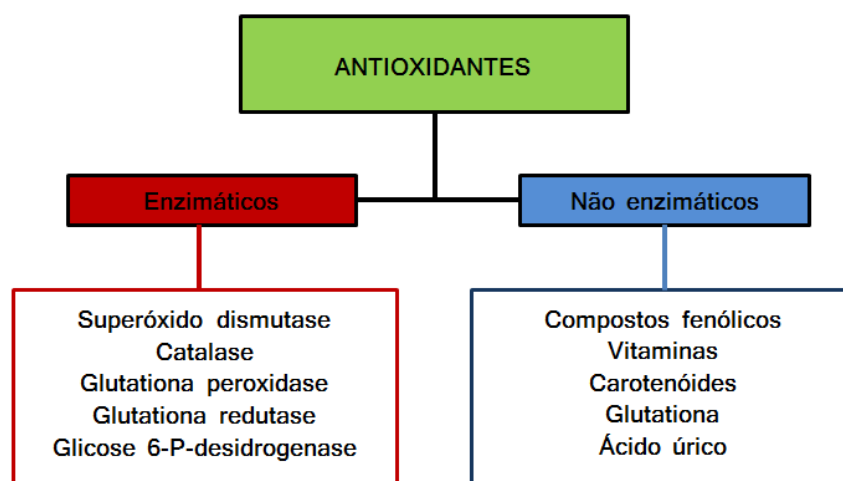 ANTIOXIDANTES
Enzimáticos
Não enzimáticos
Superóxido dismutase
Catalase
Glutationa peroxidase
Glutationa redutase
Glicose 6-P-desidrogenase
Compostos fenólicos
Vitaminas
Carotenóides
Glutationa
Ácido úrico